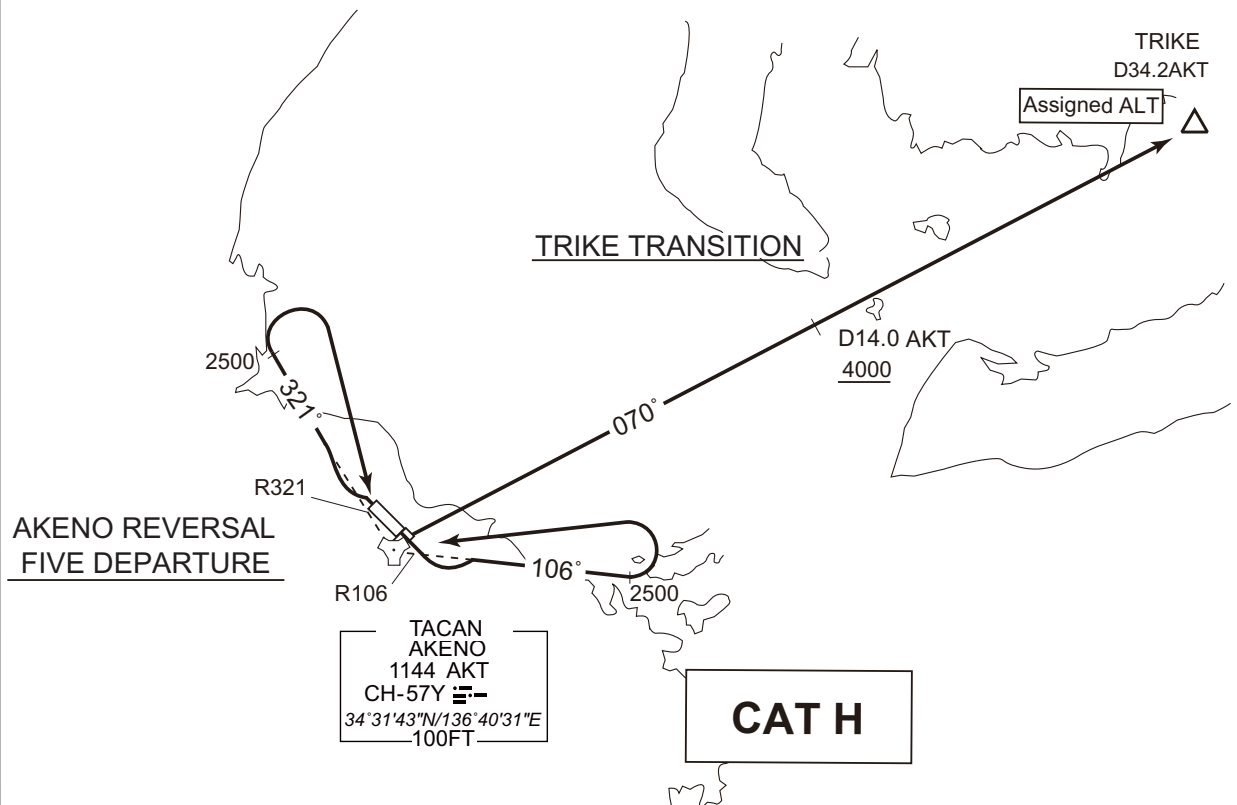 TRIKE
D34.2AKT
Assigned ALT
TRIKE TRANSITION
D14.0 AKT
4000
2500
321°
070°
R321
AKENO REVERSAL
FIVE DEPARTURE
106°
R106
2500
TACAN
AKENO
1144 AKT
CH-57Y
34°31'43"N/136°40'31"E
100FT
CAT H